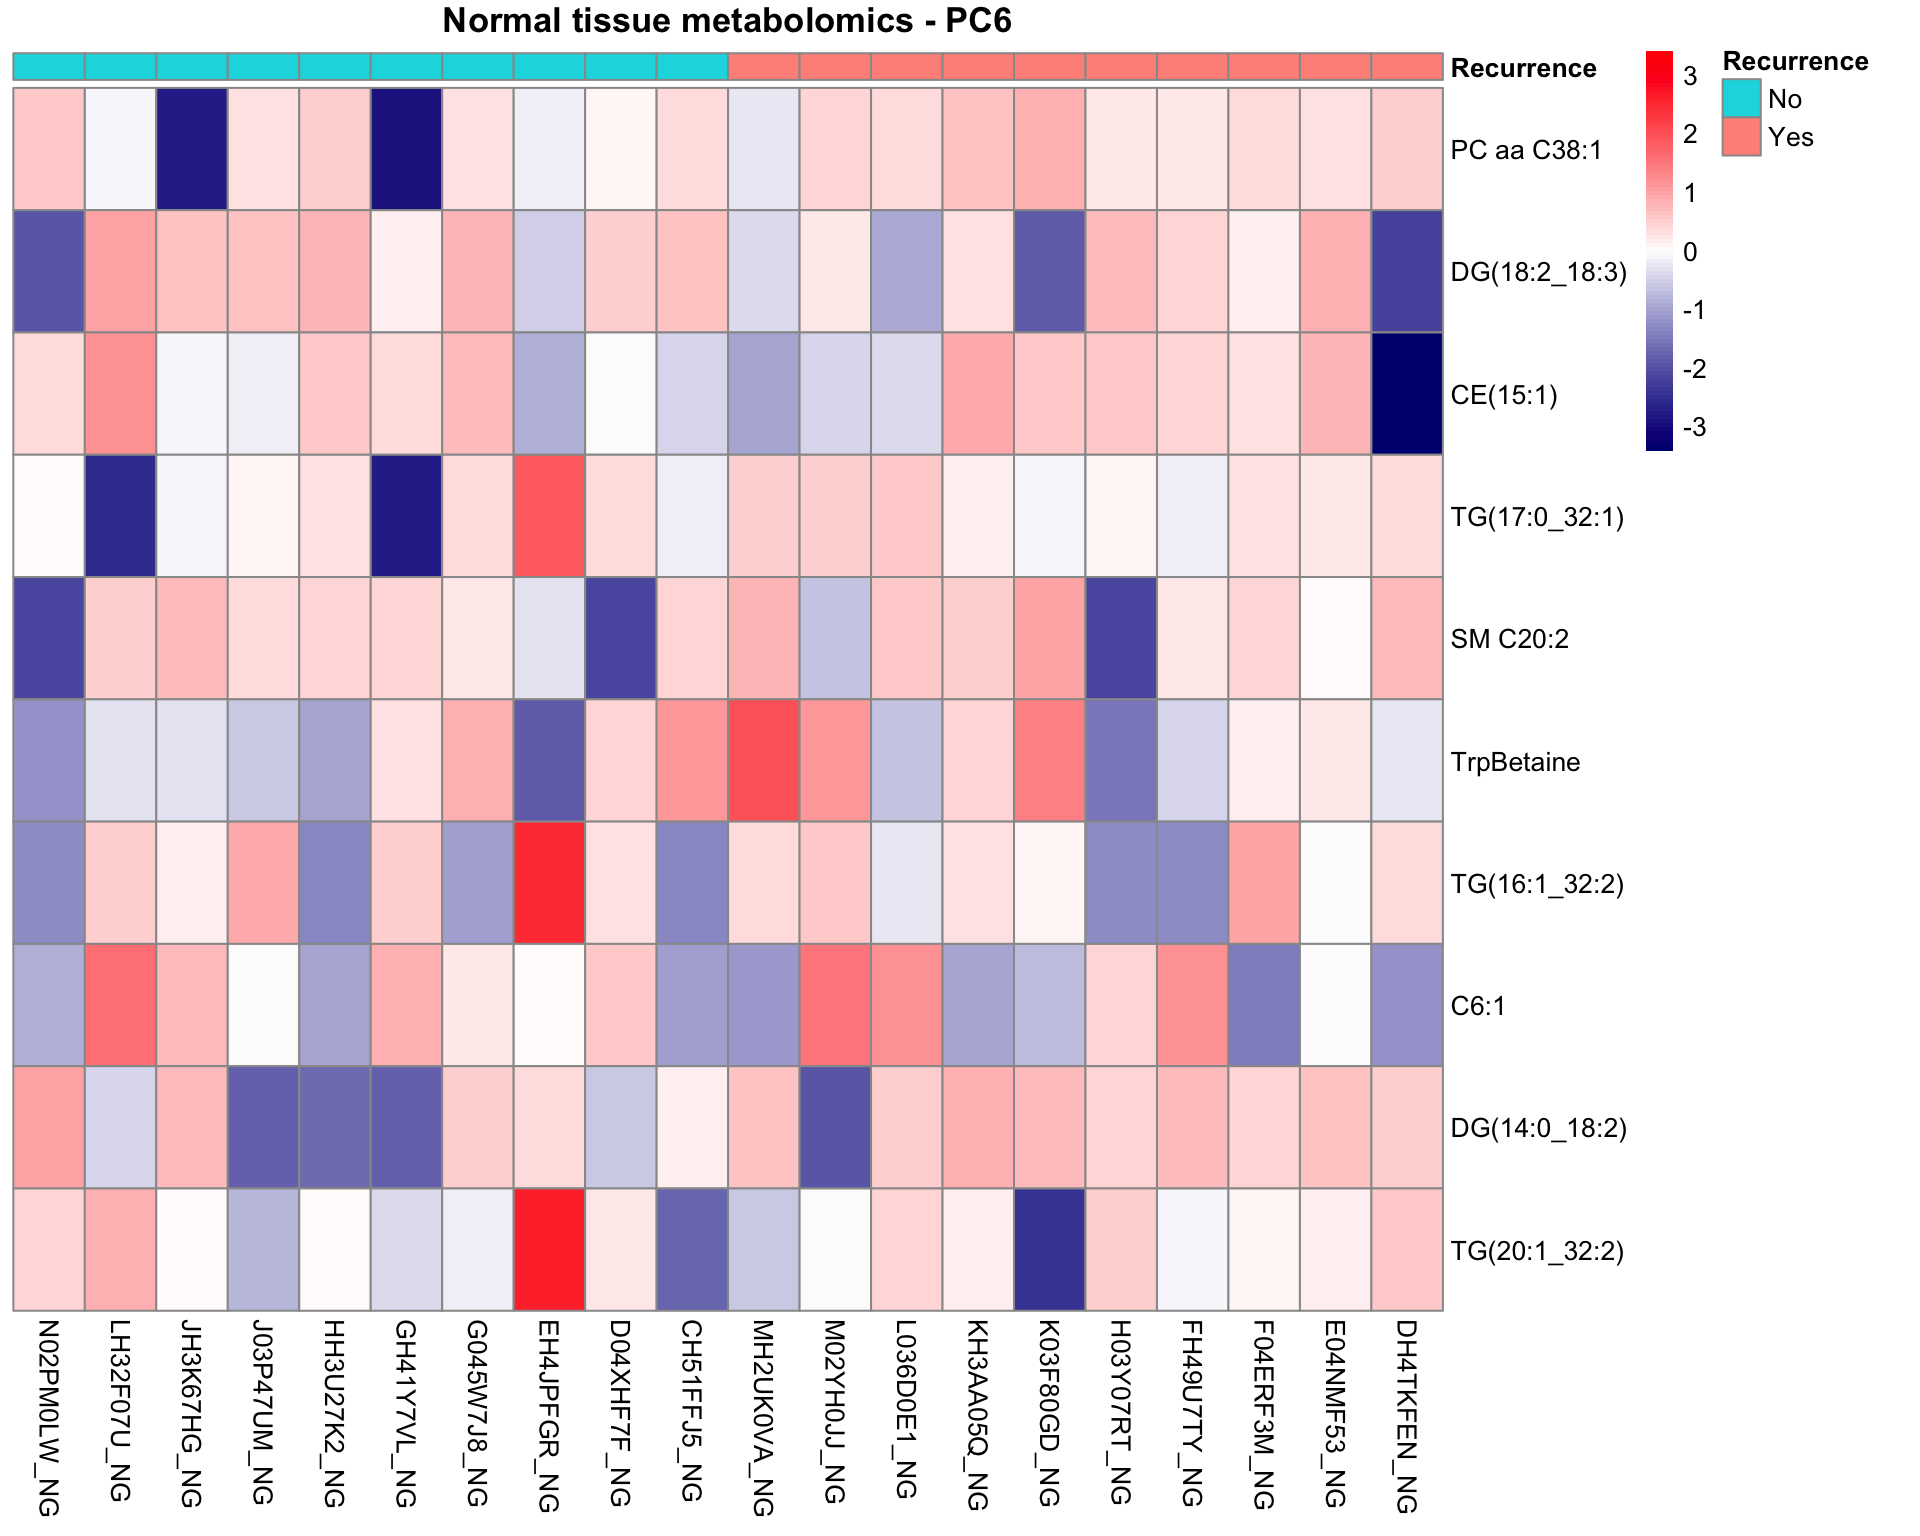 Normal tissue metabolomics - PC6
Recurrence
PC aa C38:1
DG(18:2_18:3)
CE(15:1)
TG(17:0_32:1)
SM C20:2
TrpBetaine
TG(16:1_32:2)
C6:1
DG(14:0_18:2)
TG(20:1_32:2)
N02PM0LW_NG
LH32F07U_NG
JH3K67HG_NG
J03P47UM_NG
HH3U27K2_NG
GH41Y7VL_NG
G045W7J8_NG
EH4JPFGR_NG
D04XHF7F_NG
CH51FFJ5_NG
MH2UK0VA_NG
M02YH0JJ_NG
L036D0E1_NG
KH3AA05Q_NG
K03F80GD_NG
H03Y07RT_NG
FH49U7TY_NG
F04ERF3M_NG
E04NMF53_NG
DH4TKFEN_NG
3
2
1
0
-1
-2
-3
Recurrence
No
Yes